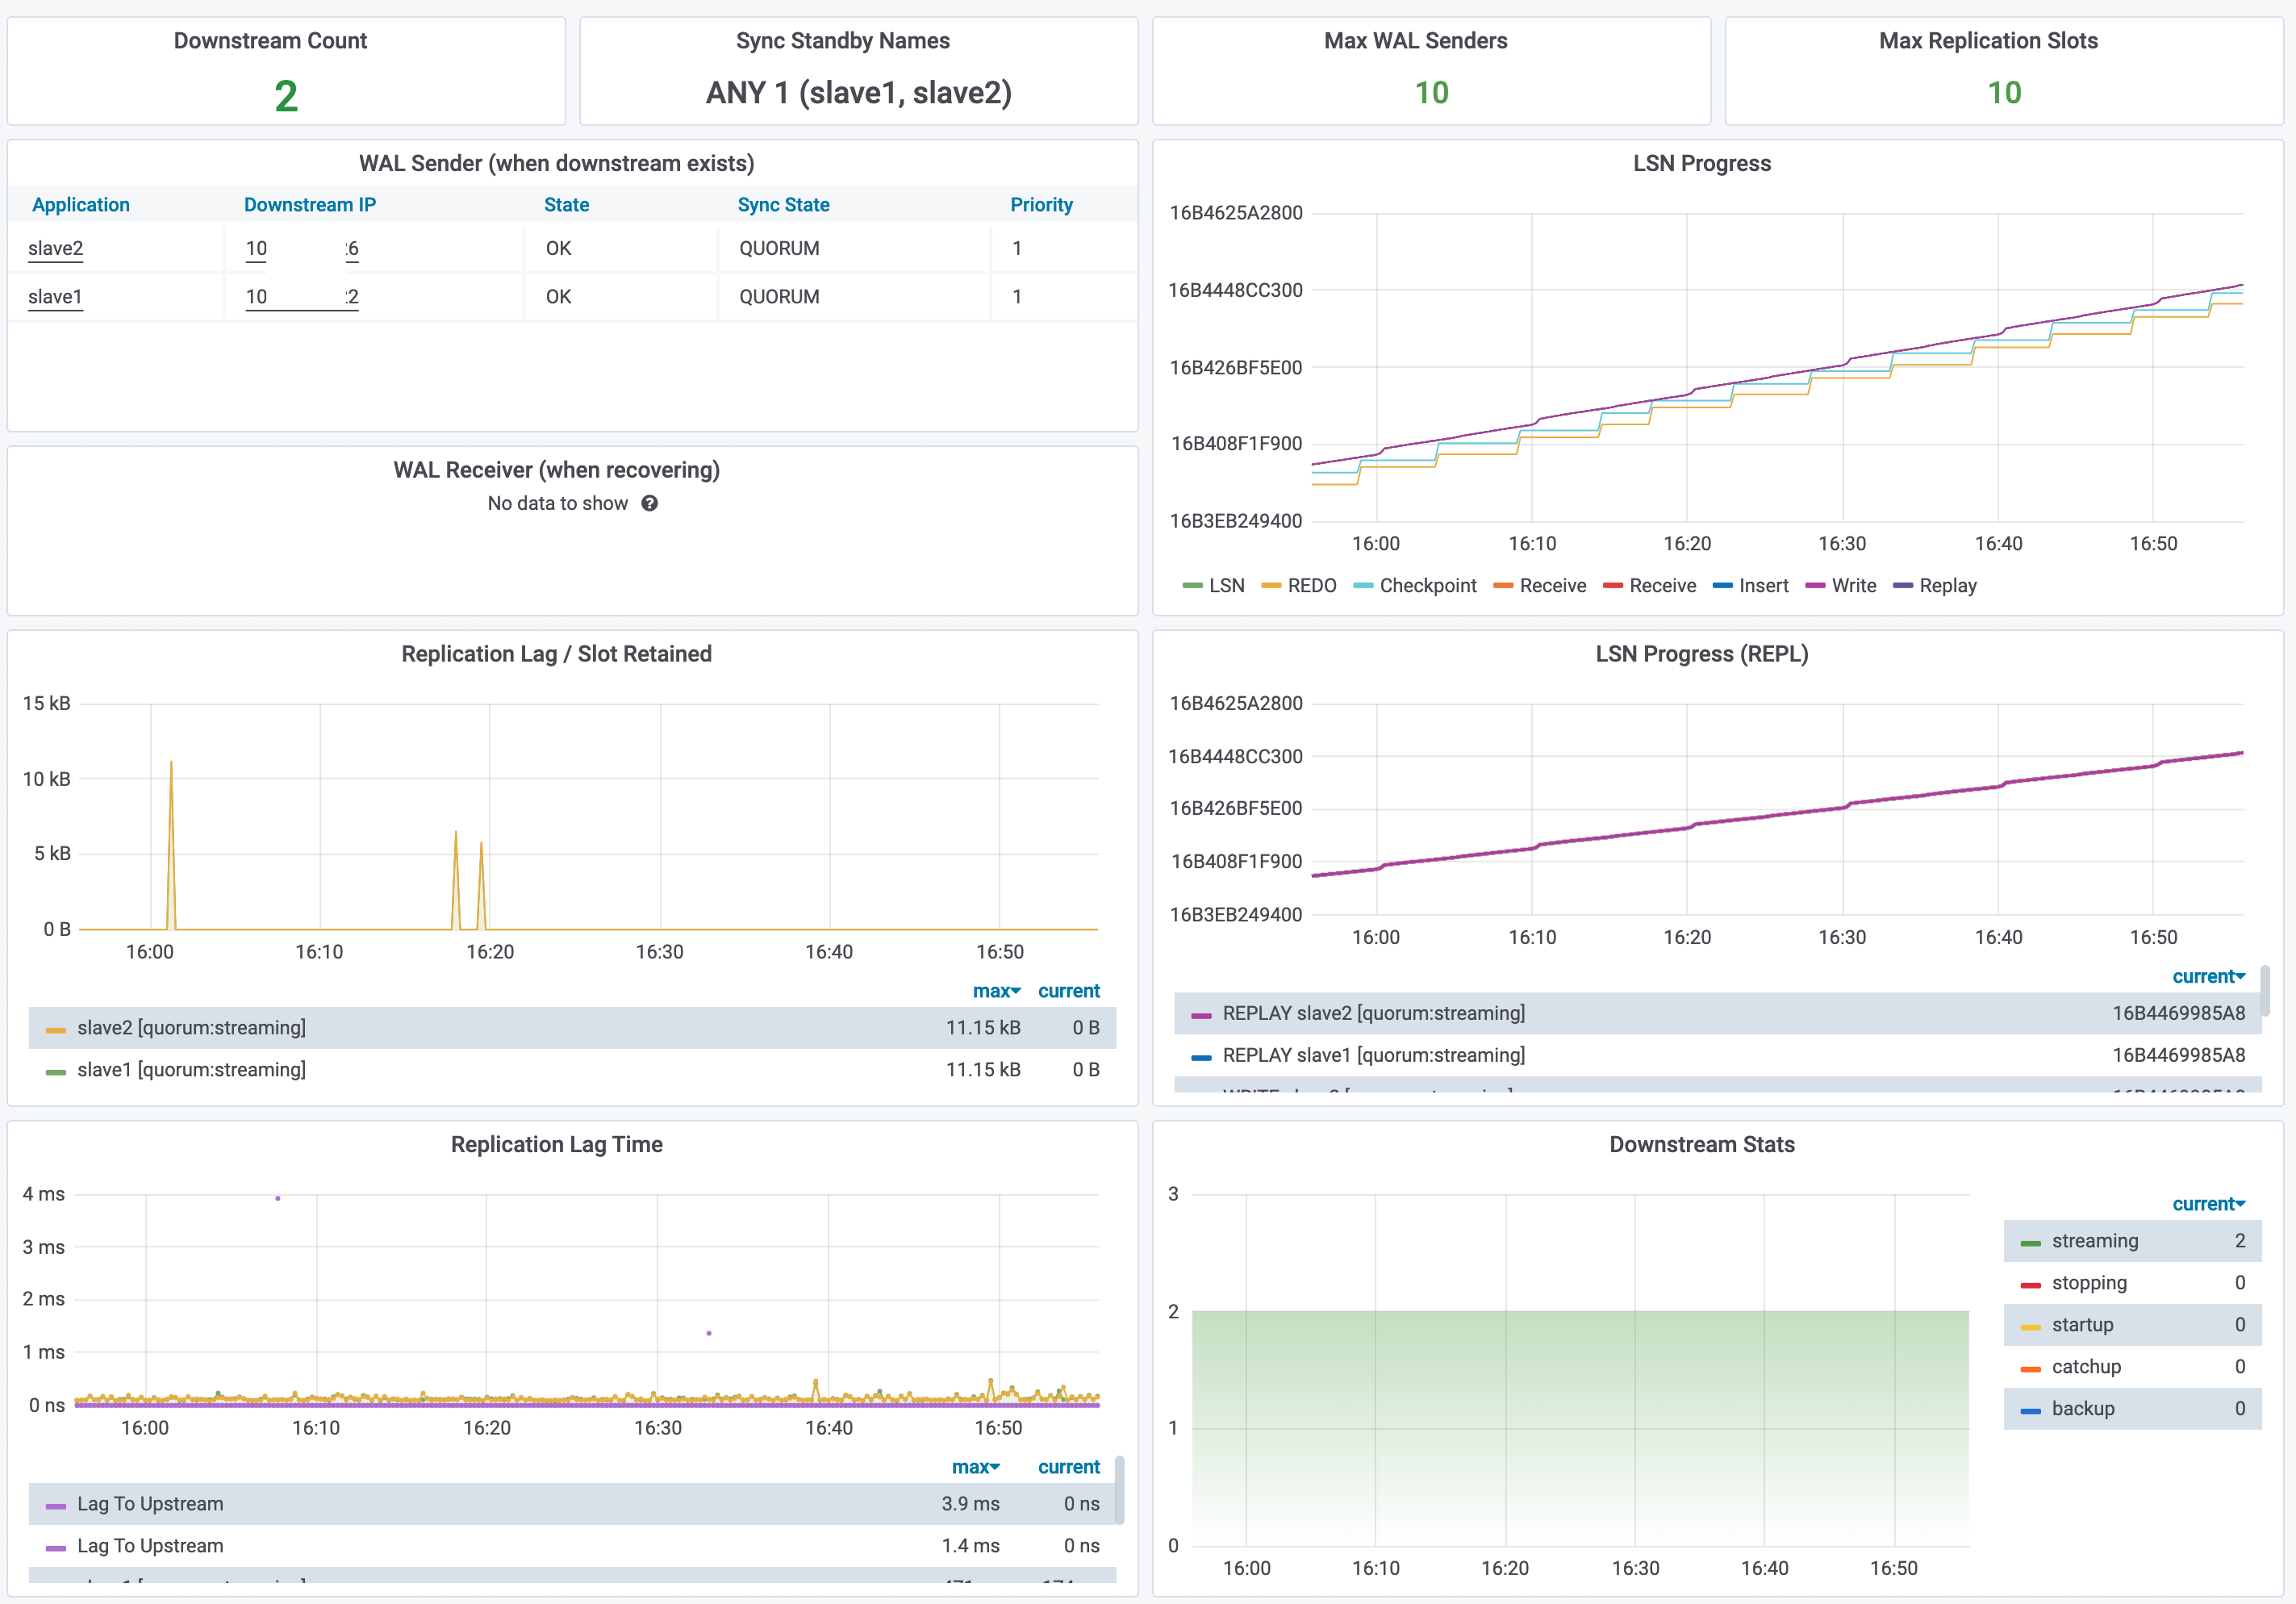 Downstream Count
2
Sync Standby Names
ANY 1 (slave1, slave2)
Max WAL Senders
10
Max Replication Slots
10
WAL Sender (when downstream exists)
Application Downstream IP State Sync State Priority
slave2 10 26 OK QUORUM 1
slave1 10 22 OK QUORUM 1
WAL Receiver (when recovering)
No data to show
LSN Progress
16B4625A2800
16B4448CC300
16B426BF5E00
16B408F1F900
16B3EB249400
16:00 16:10 16:20 16:30 16:40 16:50
LSN REDO Checkpoint Receive Receive Insert Write Replay
Replication Lag / Slot Retained
15 kB
10 kB
5 kB
0 B
16:00 16:10 16:20 16:30 16:40 16:50
max current
slave2 [quorum:streaming] 11.15 kB 0 B
slave1 [quorum:streaming] 11.15 kB 0 B
LSN Progress (REPL)
16B4625A2800
16B4448CC300
16B426BF5E00
16B408F1F900
16B3EB249400
16:00 16:10 16:20 16:30 16:40 16:50
current
REPLAY slave2 [quorum:streaming] 16B4469985A8
REPLAY slave1 [quorum:streaming] 16B4469985A8
Replication Lag Time
4 ms
3 ms
2 ms
1 ms
0 ns
16:00 16:10 16:20 16:30 16:40 16:50
max current
Lag To Upstream 3.9 ms 0 ns
Lag To Upstream 1.4 ms 0 ns
Downstream Stats
3
2
1
0
16:00 16:10 16:20 16:30 16:40 16:50
current
streaming 2
stopping 0
startup 0
catchup 0
backup 0